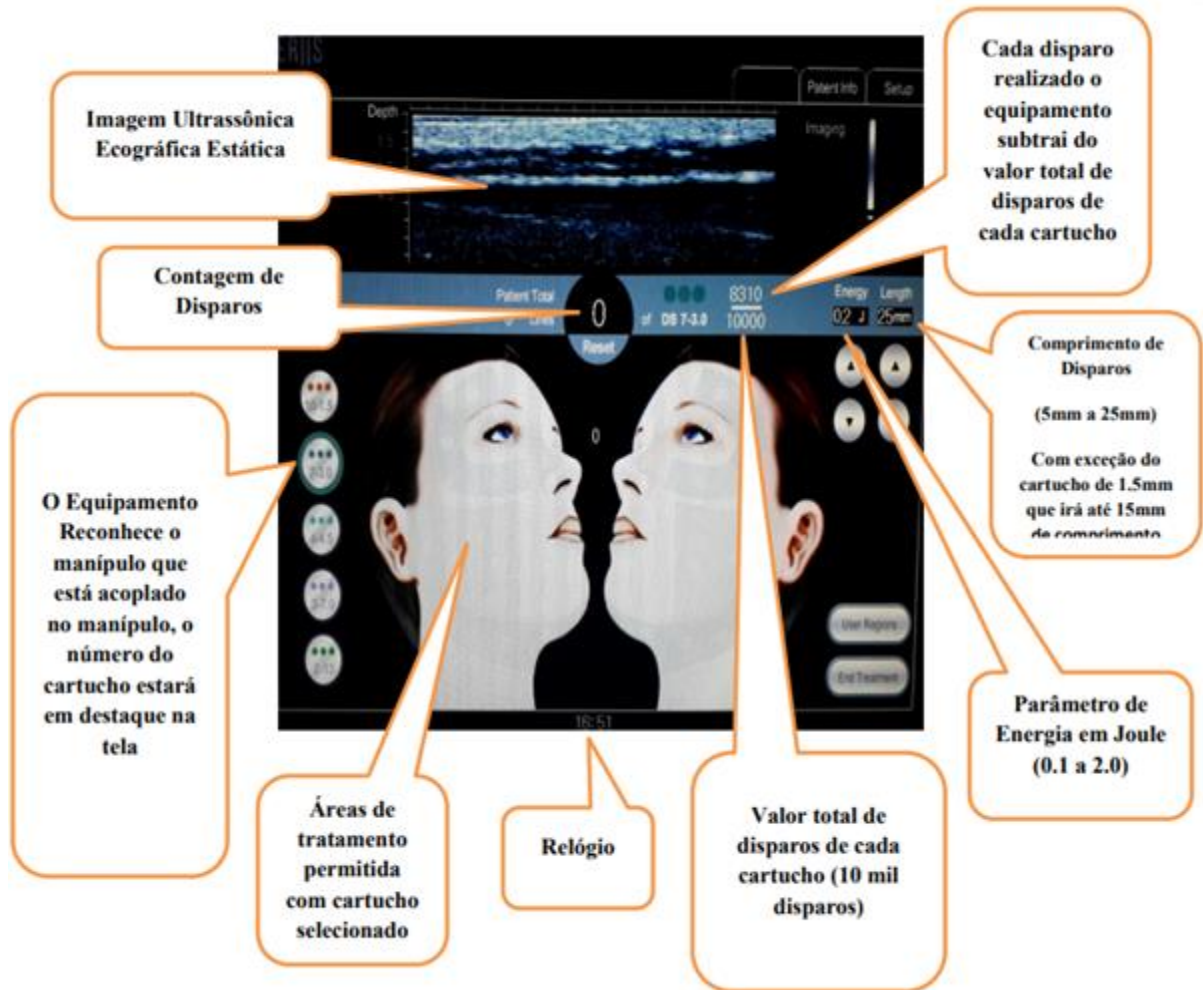 Imagem Ultrassônica
Ecográfica Estática
Contagem de
Disparos
O Equipamento
Reconhece o
manípulo que
está acoplado
no manípulo, o
número do
cartucho estará
em destaque na
tela
Áreas de
tratamento
permitida
com cartucho
selecionado
Relógio
Valor total de
disparos de cada
cartucho (10 mil
disparos)
Parâmetro de
Energia em Joule
(0.1 a 2.0)
Comprimento de
Disparos
(5mm a 25mm)
Com exceção do
cartucho de 1.5mm
que irá até 15mm
de comprimento
Cada disparo
realizado o
equipamento
subtrai do
valor total de
disparos de
cada cartucho
Patient Info
Setup
Depth
Imaging
Patient Total
Lines
0
Reset
of DS 7-3.0
8310
10000
Energy
Length
02 J
25mm
0
User Regions
End Treatment
16:51